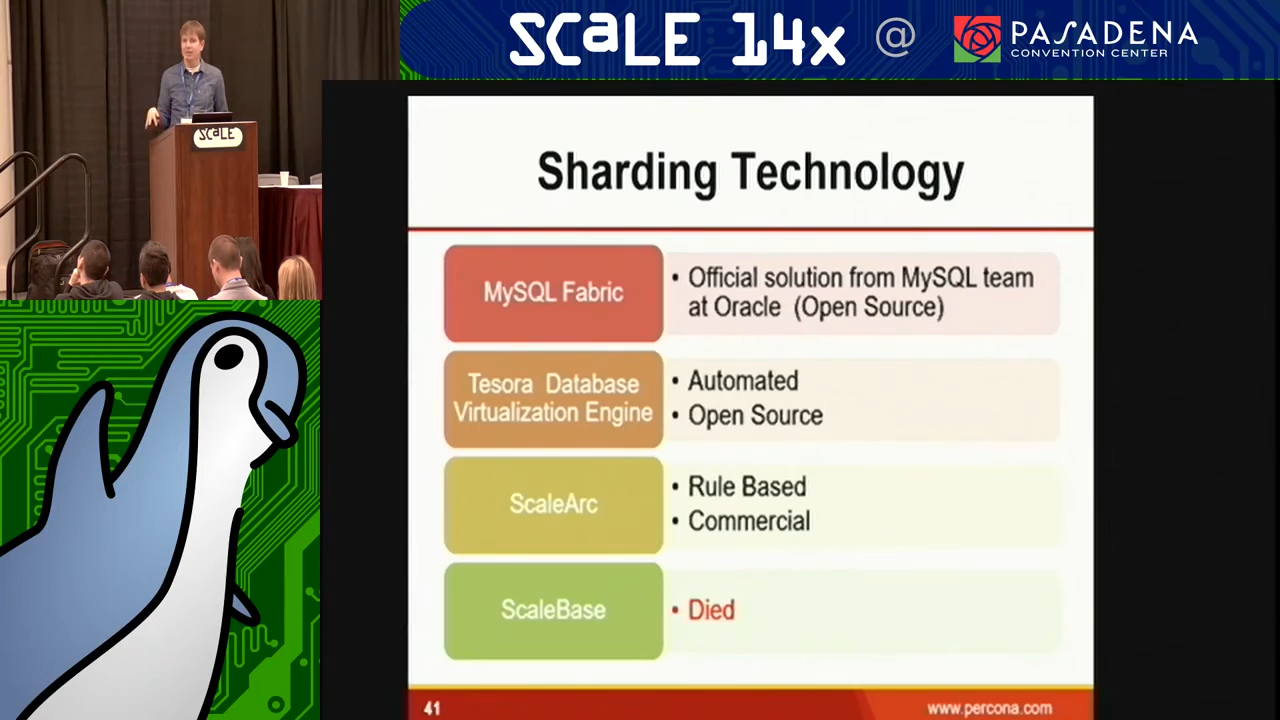 SCALE 14x @ PASADENA
CONVENTION CENTER
SCALE
Sharding Technology
MySQL Fabric
• Official solution from MySQL team
at Oracle (Open Source)
Tesora Database
Virtualization Engine
• Automated
• Open Source
ScaleArc
• Rule Based
• Commercial
ScaleBase
• Died
41
www.percona.com